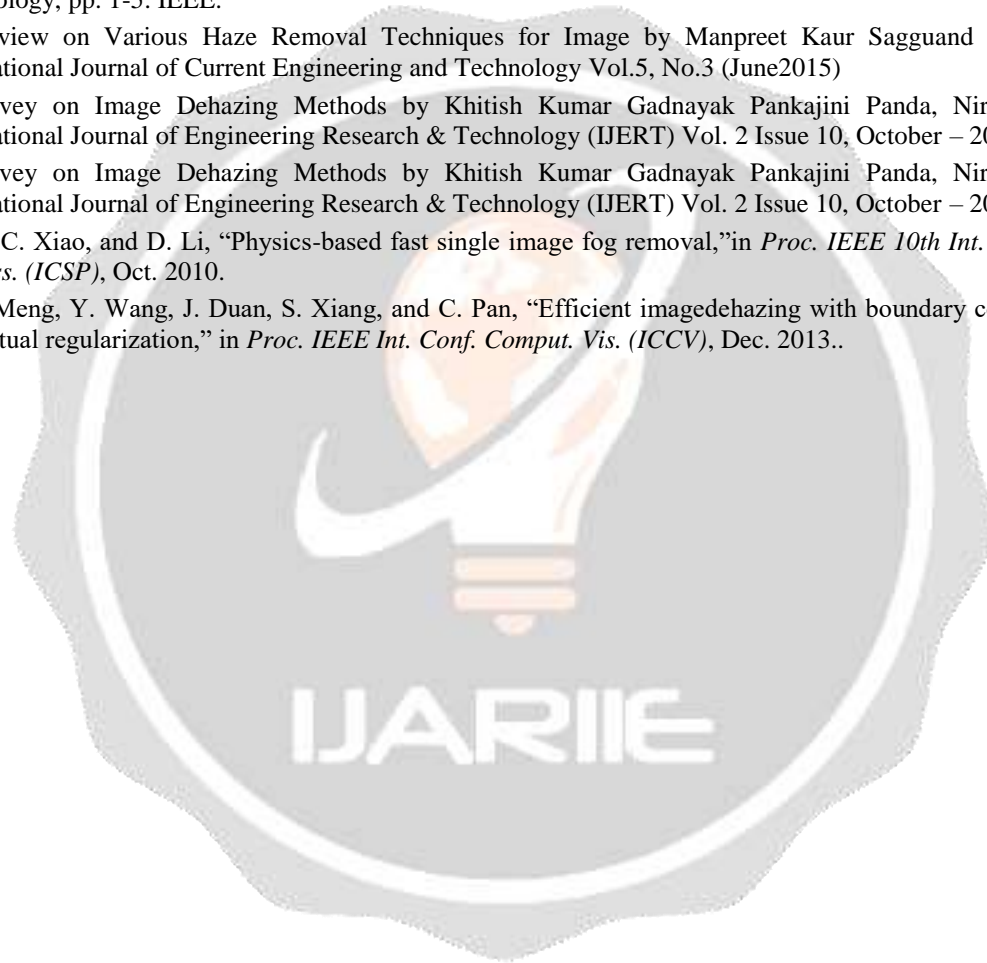 ology, pp. 1-5. IEEE.
view on Various Haze Removal Techniques for Image by Manpreet Kaur Sagguand
ational Journal of Current Engineering and Technology Vol.5, No.3 (June2015)
vey on Image Dehazing Methods by Khitish Kumar Gadnayak Pankajini Panda, Nir
ational Journal of Engineering Research & Technology (IJERT) Vol. 2 Issue 10, October – 20
vey on Image Dehazing Methods by Khitish Kumar Gadnayak Pankajini Panda, Nir
ational Journal of Engineering Research & Technology (IJERT) Vol. 2 Issue 10, October – 20
C. Xiao, and D. Li, “Physics-based fast single image fog removal,”in Proc. IEEE 10th Int.
s. (ICSP), Oct. 2010.
Meng, Y. Wang, J. Duan, S. Xiang, and C. Pan, “Efficient imagedehazing with boundary c
tual regularization,” in Proc. IEEE Int. Conf. Comput. Vis. (ICCV), Dec. 2013..
IJARIIE